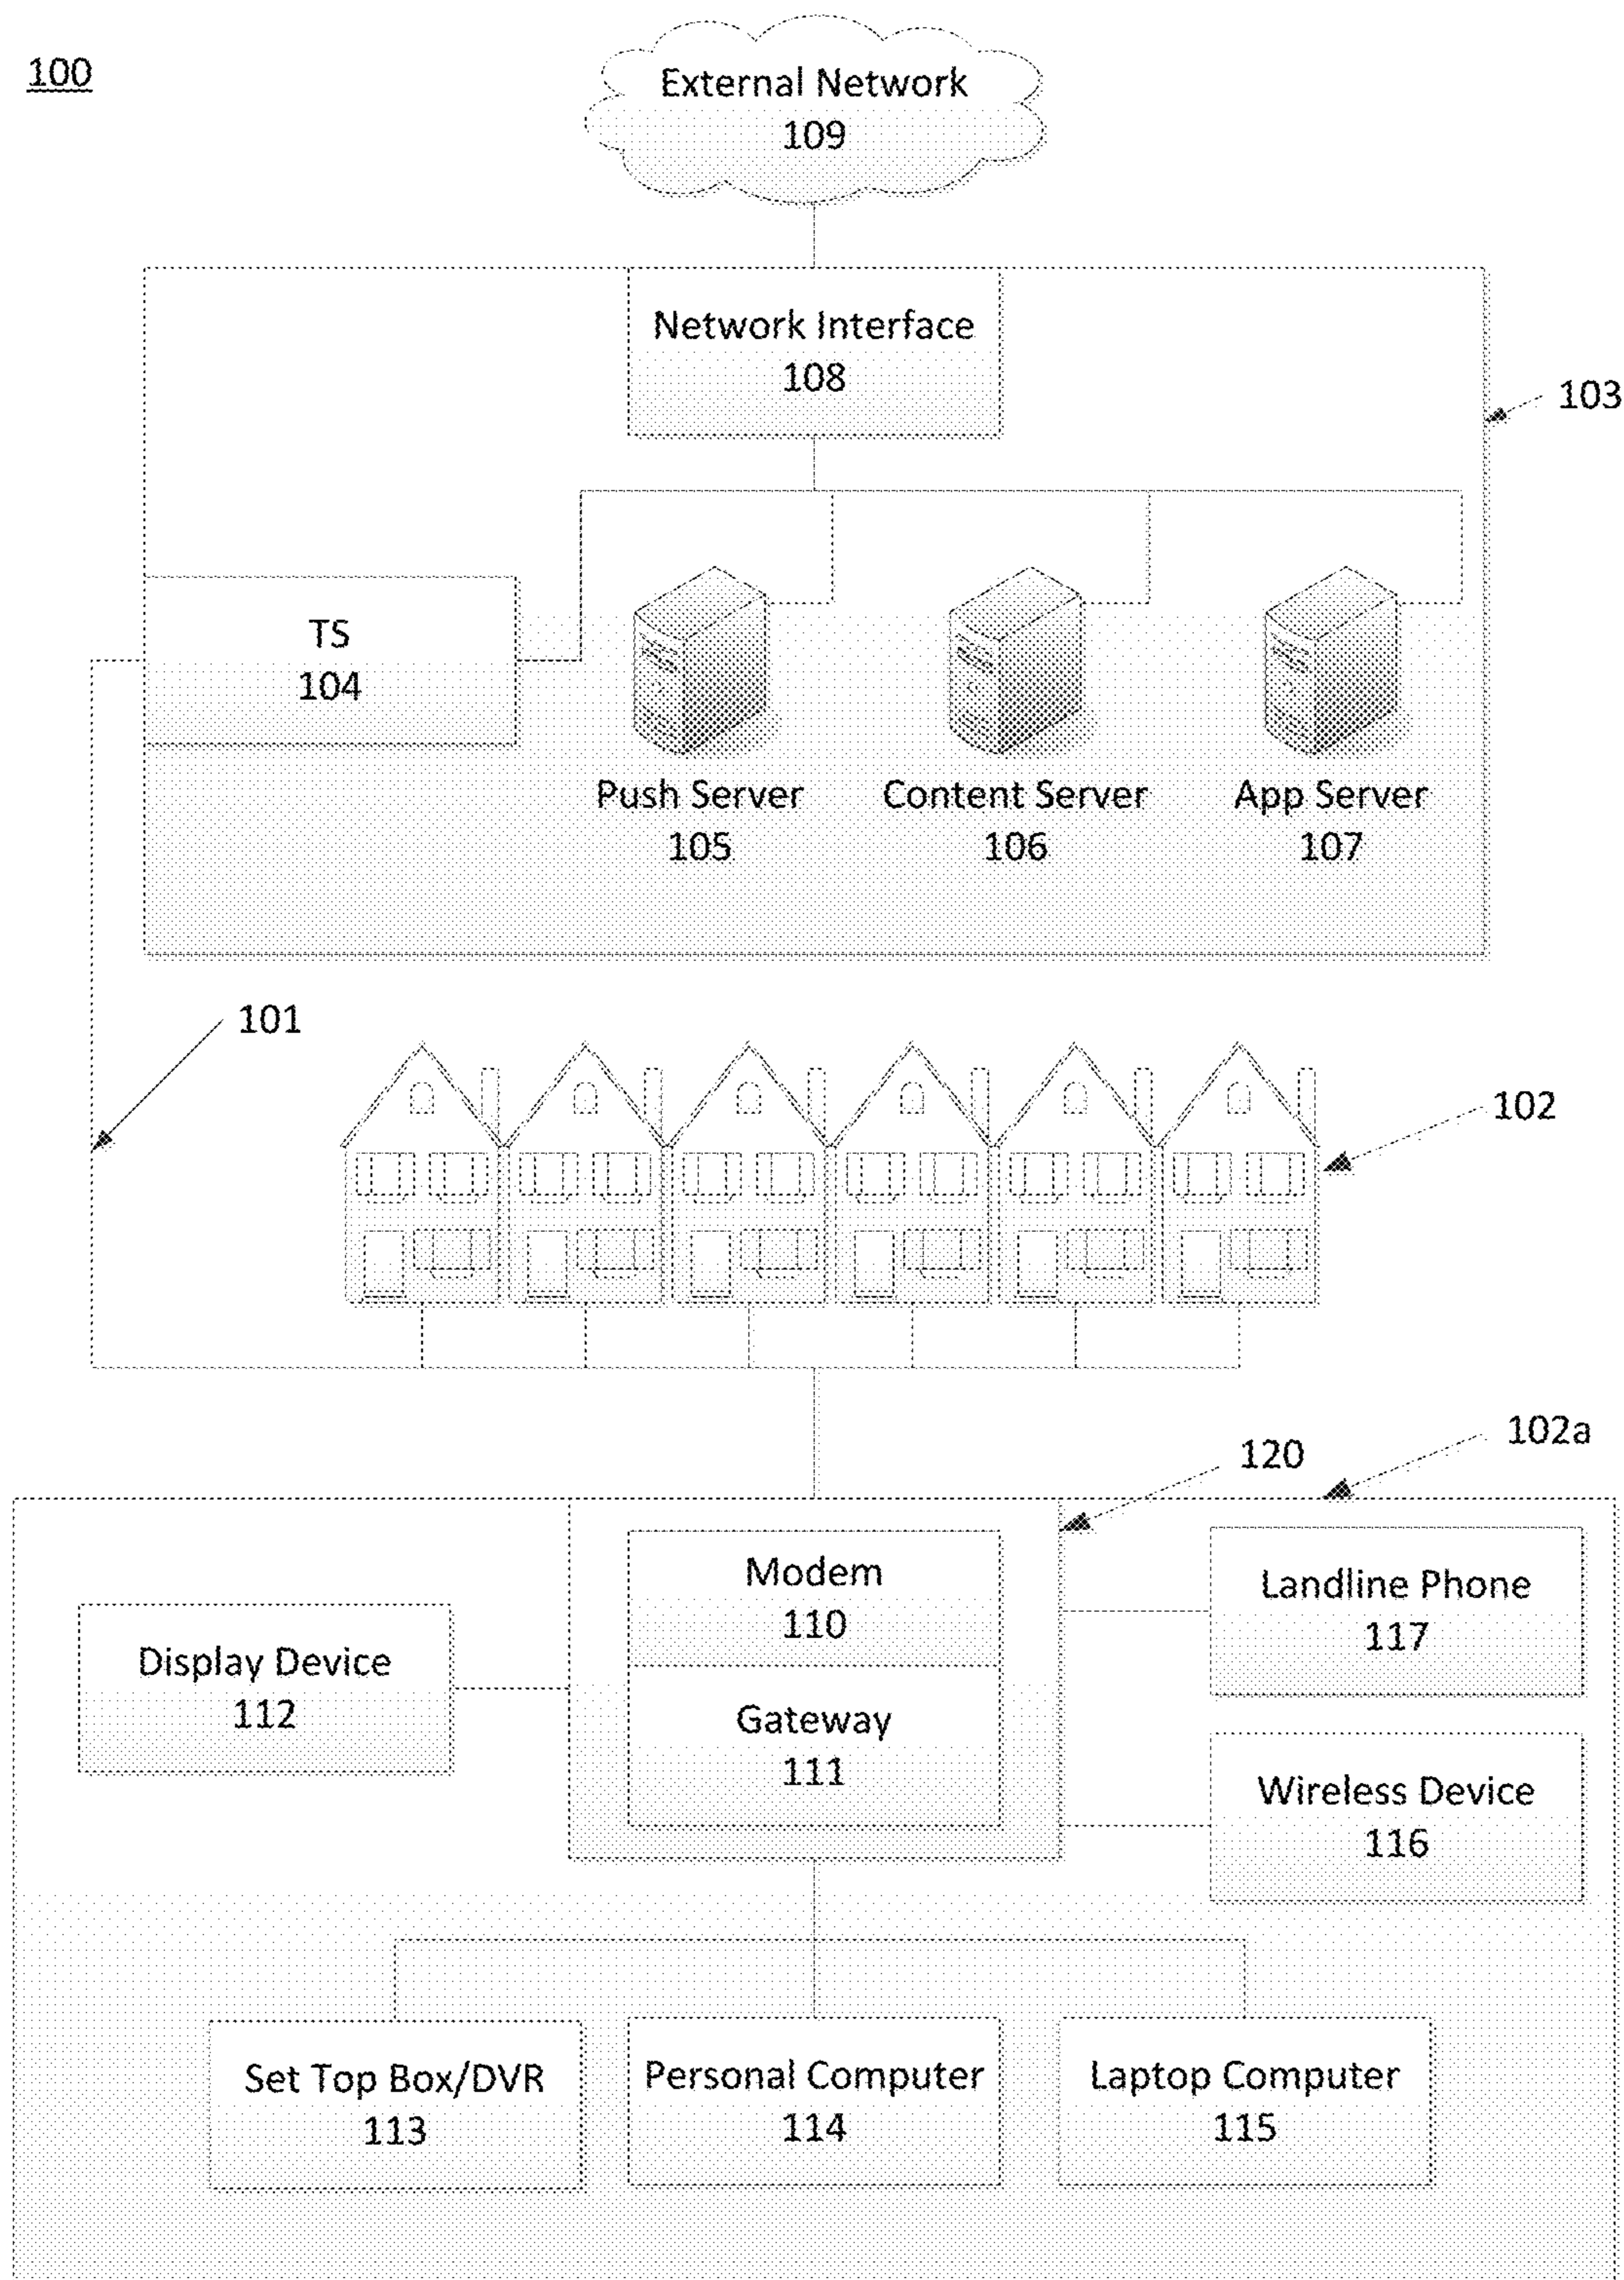 100
External Network
109
Network Interface
108
103
TS
104
Push Server
105
Content Server
106
App Server
107
101
102
102a
120
Modem
110
Landline Phone
117
Display Device
112
Gateway
111
Wireless Device
116
Set Top Box/DVR
113
Personal Computer
114
Laptop Computer
115